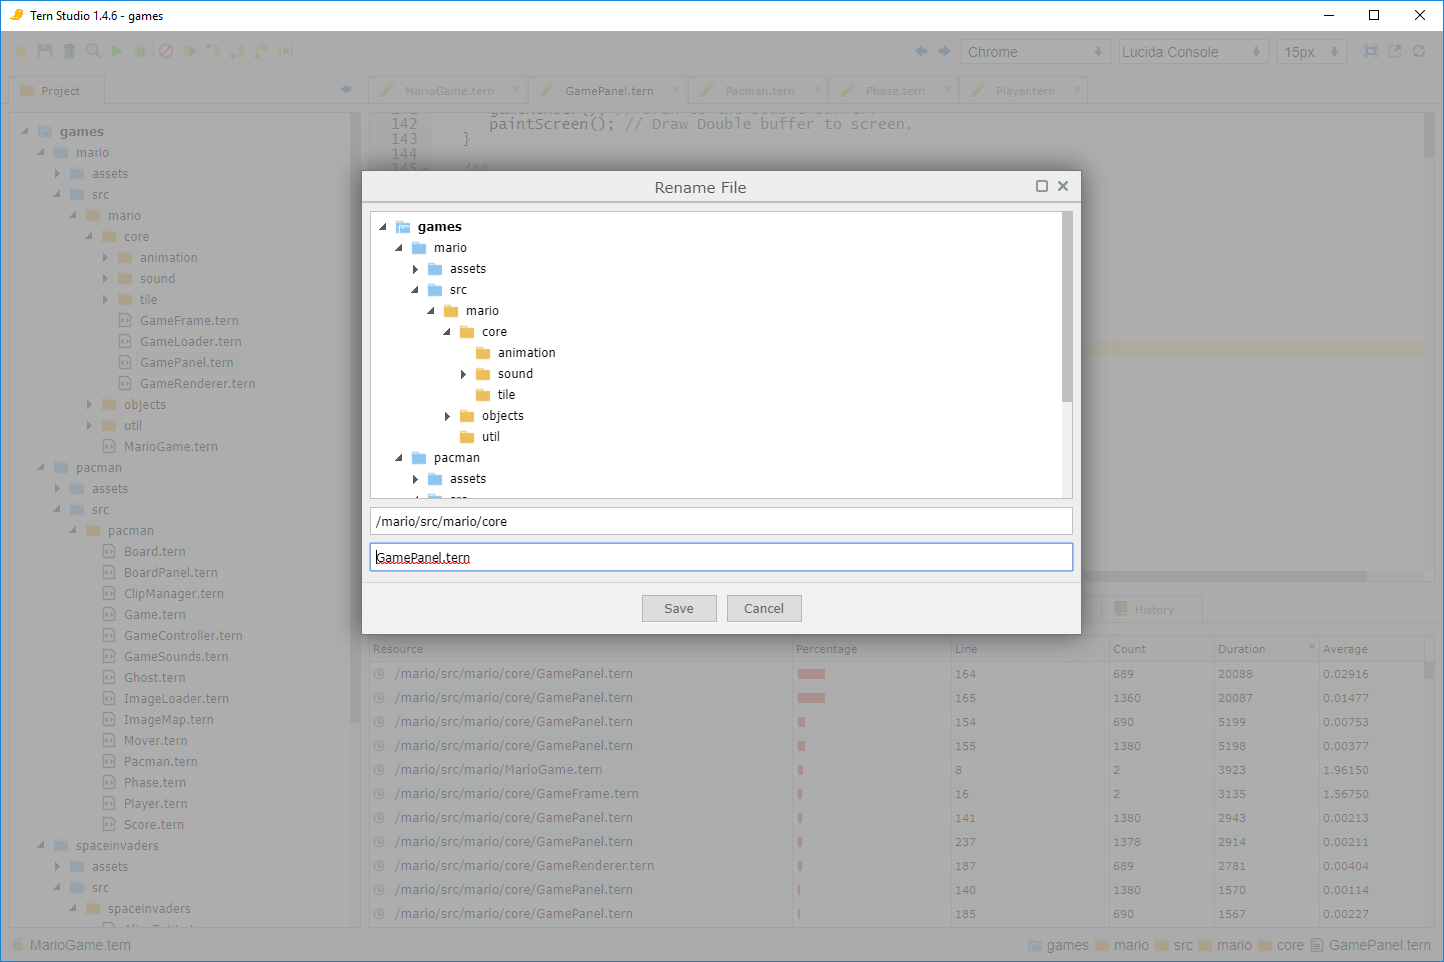 Tern Studio 1.4.6 - games
Chrome
Lucida Console
15px
Project
MarioGame.tern
GamePanel.tern
Pacman.tern
Phase.tern
Player.tern
games
mario
assets
src
mario
core
animation
sound
tile
GameFrame.tern
GameLoader.tern
GamePanel.tern
GameRenderer.tern
objects
util
MarioGame.tern
pacman
assets
src
pacman
Board.tern
BoardPanel.tern
ClipManager.tern
Game.tern
GameController.tern
GameSounds.tern
Ghost.tern
ImageLoader.tern
ImageMap.tern
Mover.tern
Pacman.tern
Phase.tern
Player.tern
Score.tern
spaceinvaders
assets
src
spaceinvaders
142 paintScreen(); // Draw Double buffer to screen.
143 }
144
145 /**
Rename File
games
mario
assets
src
mario
core
animation
sound
tile
objects
util
pacman
assets
src
/mario/src/mario/core
GamePanel.tern
Save Cancel
History
Resource Percentage Line Count Duration Average
/mario/src/mario/core/GamePanel.tern 164 689 20088 0.02916
/mario/src/mario/core/GamePanel.tern 165 1360 20087 0.01477
/mario/src/mario/core/GamePanel.tern 154 690 5199 0.00753
/mario/src/mario/core/GamePanel.tern 155 1380 5198 0.00377
/mario/src/mario/MarioGame.tern 8 2 3923 1.96150
/mario/src/mario/core/GameFrame.tern 16 2 3135 1.56750
/mario/src/mario/core/GamePanel.tern 141 1380 2943 0.00213
/mario/src/mario/core/GamePanel.tern 237 1378 2914 0.00211
/mario/src/mario/core/GameRenderer.tern 187 689 2781 0.00404
/mario/src/mario/core/GamePanel.tern 140 1380 1570 0.00114
/mario/src/mario/core/GamePanel.tern 185 690 1567 0.00227
MarioGame.tern
games mario src mario core GamePanel.tern